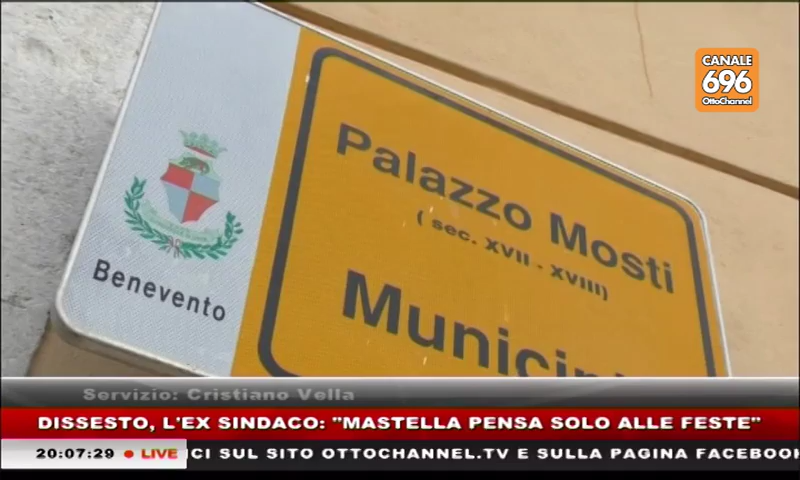 CANALE
696
OttoChannel
Palazzo Mosti
( sec. XVII - XVIII)
Benevento
Servizio: Cristiano Vella
DISSESTO, L'EX SINDACO: "MASTELLA PENSA SOLO ALLE FESTE"
20:07:29 LIVE CI SUL SITO OTTOCHANNEL.TV E SULLA PAGINA FACEBOOK